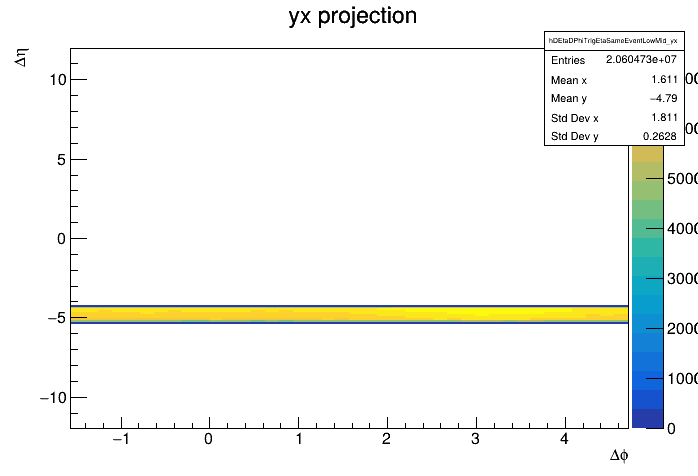 yx projection
hDEtaDPhiTrigEtaSameEventLowMid_yx
Entries 2.060473e+07
Mean x 1.611
Mean y −4.79
Std Dev x 1.811
Std Dev y 0.2628
Δη
10
5
0
−5
−10
−1 0 1 2 3 4
Δϕ
5000
4000
3000
2000
1000
0